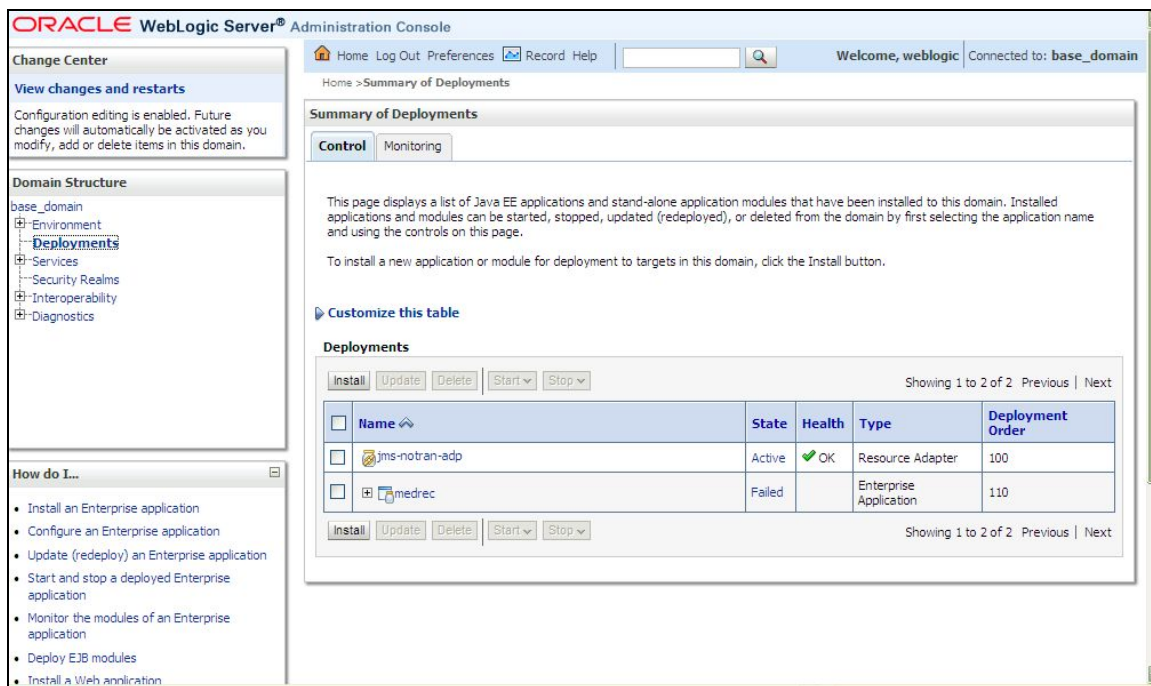 ORACLE WebLogic Server® Administration Console
Change Center
View changes and restarts
Configuration editing is enabled. Future
changes will automatically be activated as you
modify, add or delete items in this domain.
Domain Structure
base_domain
Environment
Deployments
Services
Security Realms
Interoperability
Diagnostics
How do I...
Install an Enterprise application
Configure an Enterprise application
Update (redeploy) an Enterprise application
Start and stop a deployed Enterprise
application
Monitor the modules of an Enterprise
application
Deploy EJB modules
Install a Web application
Home Log Out Preferences Record Help
Welcome, weblogic Connected to: base_domain
Home >Summary of Deployments
Summary of Deployments
Control Monitoring
This page displays a list of Java EE applications and stand-alone application modules that have been installed to this domain. Installed
applications and modules can be started, stopped, updated (redeployed), or deleted from the domain by first selecting the application name
and using the controls on this page.
To install a new application or module for deployment to targets in this domain, click the Install button.
Customize this table
Deployments
Install Update Delete Start Stop Showing 1 to 2 of 2 Previous | Next
Name State Health Type Deployment Order
jms-notran-adp Active OK Resource Adapter 100
medrec Failed Enterprise Application 110
Install Update Delete Start Stop Showing 1 to 2 of 2 Previous | Next